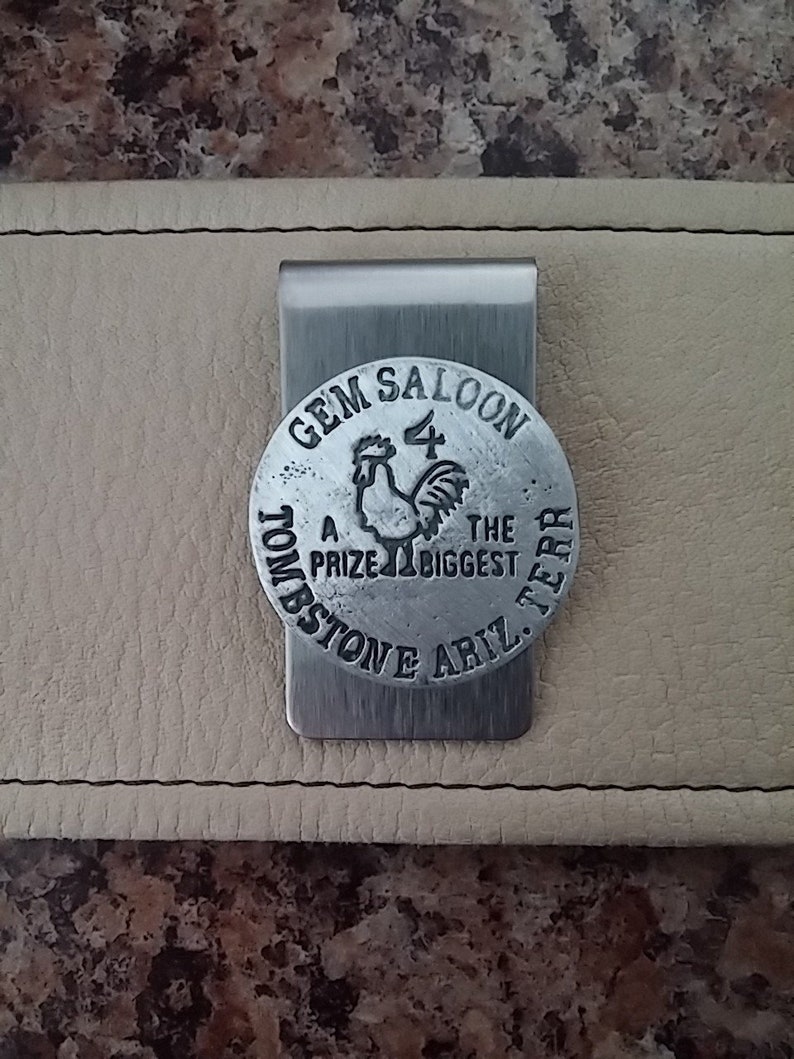 GEM SALOON
4
A THE
PRIZE BIGGEST
TOMBSTONE ARIZ. TERR